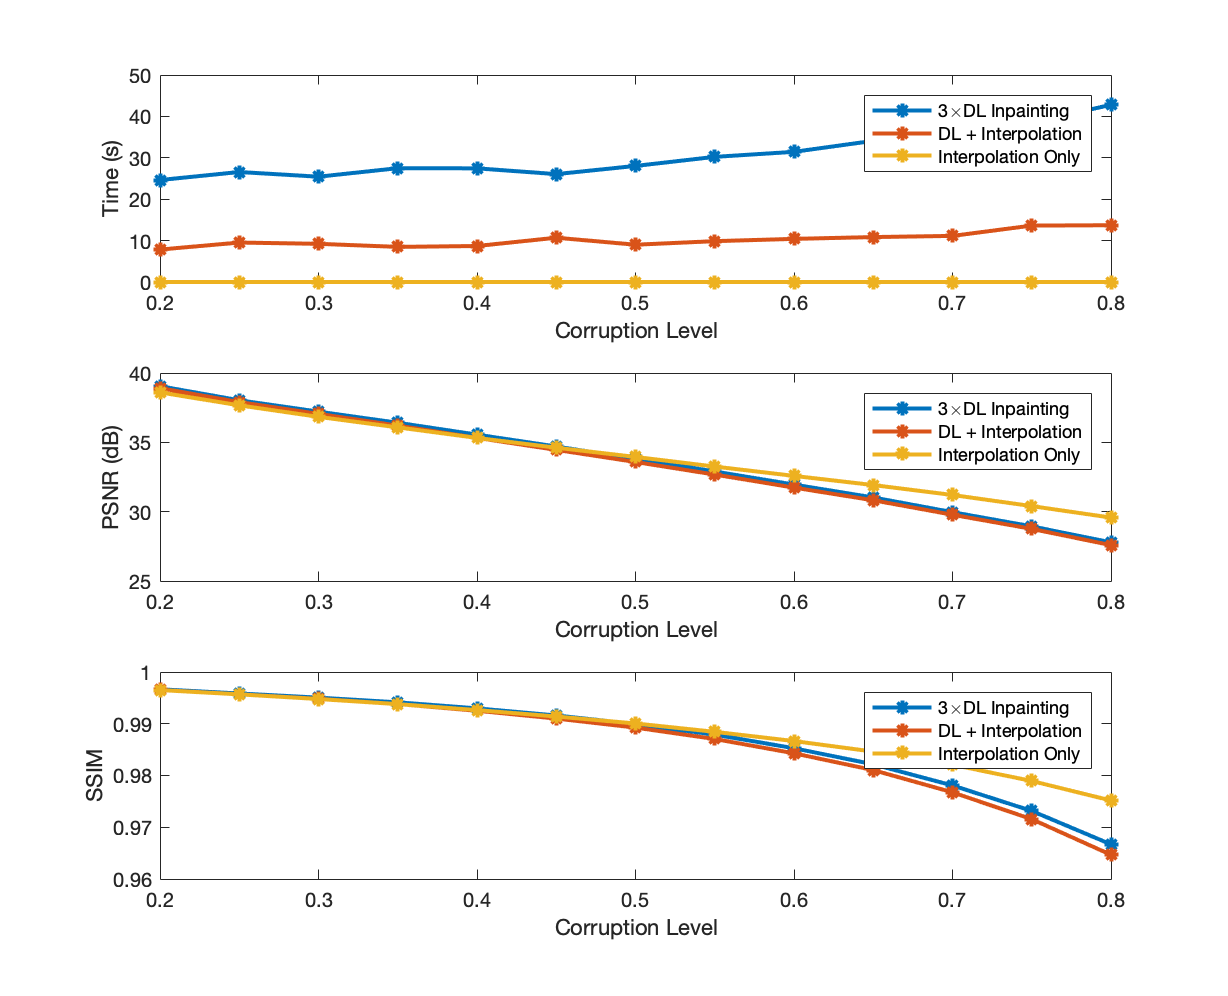 50
40
30
20
10
0
Time (s)
3×DL Inpainting
DL + Interpolation
Interpolation Only
0.2 0.3 0.4 0.5 0.6 0.7 0.8
Corruption Level
40
35
30
25
PSNR (dB)
3×DL Inpainting
DL + Interpolation
Interpolation Only
0.2 0.3 0.4 0.5 0.6 0.7 0.8
Corruption Level
1
0.99
0.98
0.97
0.96
SSIM
3×DL Inpainting
DL + Interpolation
Interpolation Only
0.2 0.3 0.4 0.5 0.6 0.7 0.8
Corruption Level